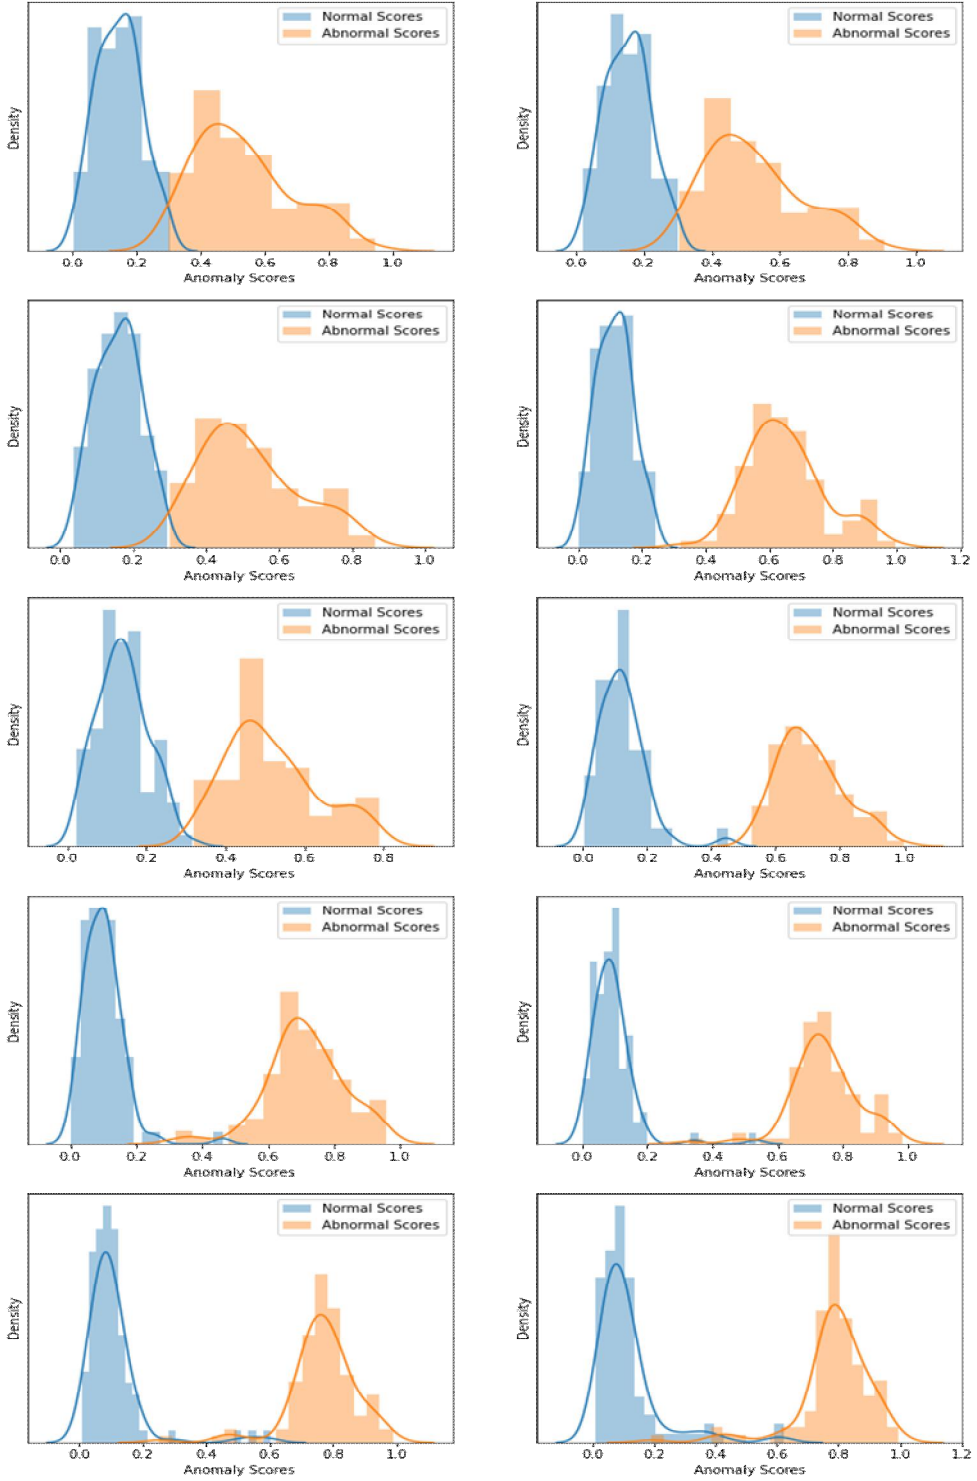 Normal Scores
Abnormal Scores
Density
0.0 0.2 0.4 0.6 0.8 1.0
Anomaly Scores
Normal Scores
Abnormal Scores
Density
0.0 0.2 0.4 0.6 0.8 1.0
Anomaly Scores
Normal Scores
Abnormal Scores
Density
0.0 0.2 0.4 0.6 0.8 1.0
Anomaly Scores
Normal Scores
Abnormal Scores
Density
0.0 0.2 0.4 0.6 0.8 1.0 1.2
Anomaly Scores
Normal Scores
Abnormal Scores
Density
0.0 0.2 0.4 0.6 0.8
Anomaly Scores
Normal Scores
Abnormal Scores
Density
0.0 0.2 0.4 0.6 0.8 1.0
Anomaly Scores
Normal Scores
Abnormal Scores
Density
0.0 0.2 0.4 0.6 0.8 1.0
Anomaly Scores
Normal Scores
Abnormal Scores
Density
0.0 0.2 0.4 0.6 0.8 1.0
Anomaly Scores
Normal Scores
Abnormal Scores
Density
0.0 0.2 0.4 0.6 0.8 1.0
Anomaly Scores
Normal Scores
Abnormal Scores
Density
0.0 0.2 0.4 0.6 0.8 1.0 1.2
Anomaly Scores